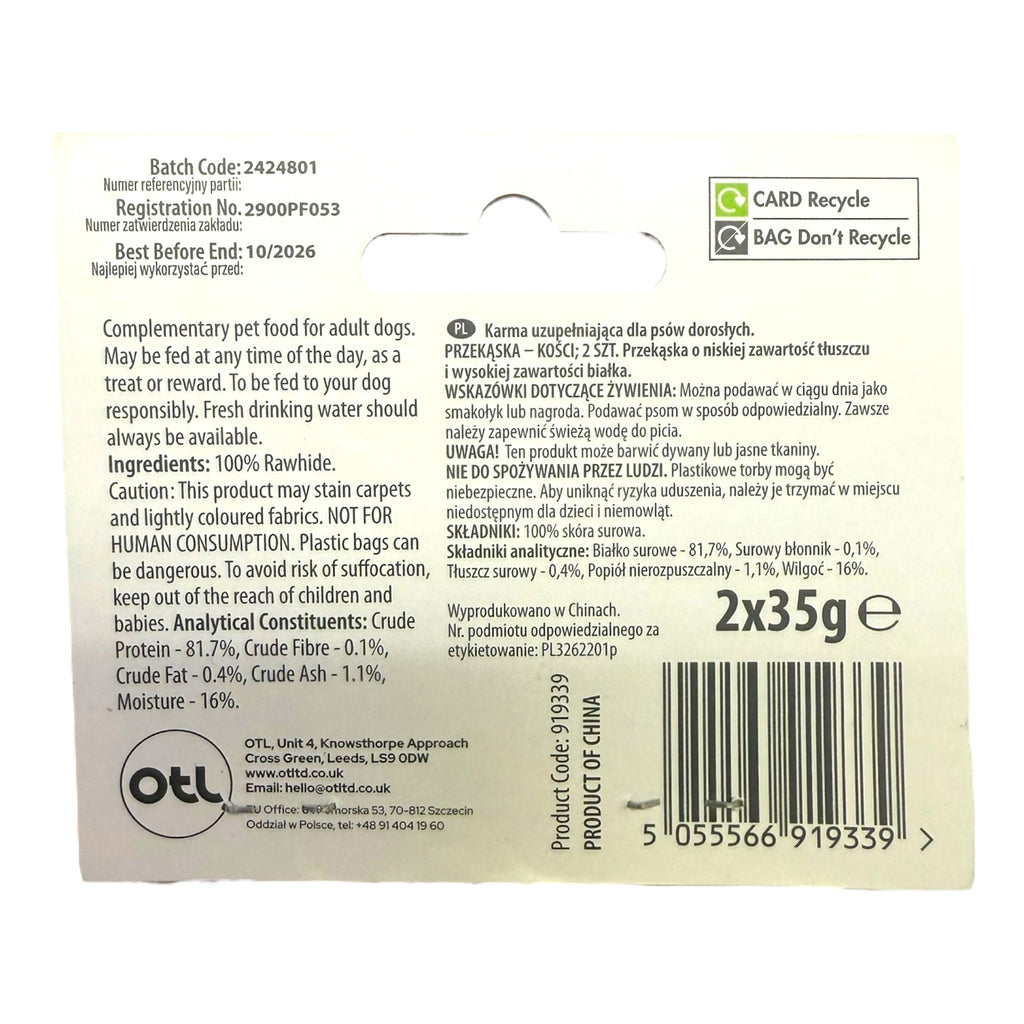 Batch Code: 2424801
Numer referencyjny partii:
Registration No. 2900PF053
Numer zatwierdzenia zakładu:
Best Before End: 10/2026
Najlepiej wykorzystać przed:
CARD Recycle
BAG Don't Recycle
Complementary pet food for adult dogs.
May be fed at any time of the day, as a
treat or reward. To be fed to your dog
responsibly. Fresh drinking water should
always be available.
Ingredients: 100% Rawhide.
Caution: This product may stain carpets
and lightly coloured fabrics. NOT FOR
HUMAN CONSUMPTION. Plastic bags can
be dangerous. To avoid risk of suffocation,
keep out of the reach of children and
babies. Analytical Constituents: Crude
Protein - 81.7%, Crude Fibre - 0.1%,
Crude Fat - 0.4%, Crude Ash - 1.1%,
Moisture - 16%.
PL Karma uzupełniająca dla psów dorosłych.
PRZEKĄSKA – KOŚCI; 2 SZT. Przekąska o niskiej zawartość tłuszczu
i wysokiej zawartości białka.
WSKAZÓWKI DOTYCZĄCE ŻYWIENIA: Można podawać w ciągu dnia jako
smakołyk lub nagroda. Podawać psom w sposób odpowiedzialny. Zawsze
należy zapewnić świeżą wodę do picia.
UWAGA! Ten produkt może barwić dywany lub jasne tkaniny.
NIE DO SPOŻYWANIA PRZEZ LUDZI. Plastikowe torby mogą być
niebezpieczne. Aby uniknąć ryzyka uduszenia, należy je trzymać w miejscu
niedostępnym dla dzieci i niemowląt.
SKŁADNIKI: 100% skóra surowa.
Składniki analityczne: Białko surowe - 81,7%, Surowy błonnik - 0,1%,
Tłuszcz surowy - 0,4%, Popiół nierozpuszczalny - 1,1%, Wilgoć - 16%.
Wyprodukowano w Chinach.
Nr. podmiotu odpowiedzialnego za
etykietowanie: PL3262201p
2x35g ℮
otl
OTL, Unit 4, Knowsthorpe Approach
Cross Green, Leeds, LS9 0DW
www.otltd.co.uk
Email: hello@otltd.co.uk
EU Office: 53, 70-812 Szczecin
Oddział w Polsce, tel: +48 91 404 19 60
Product Code: 919339
PRODUCT OF CHINA
5 055566 919339 >